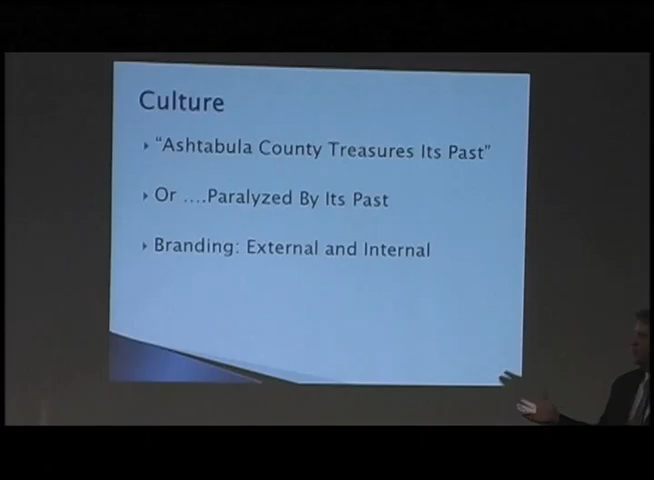 Culture
"Ashtabula County Treasures Its Past"
Or ....Paralyzed By Its Past
Branding: External and Internal